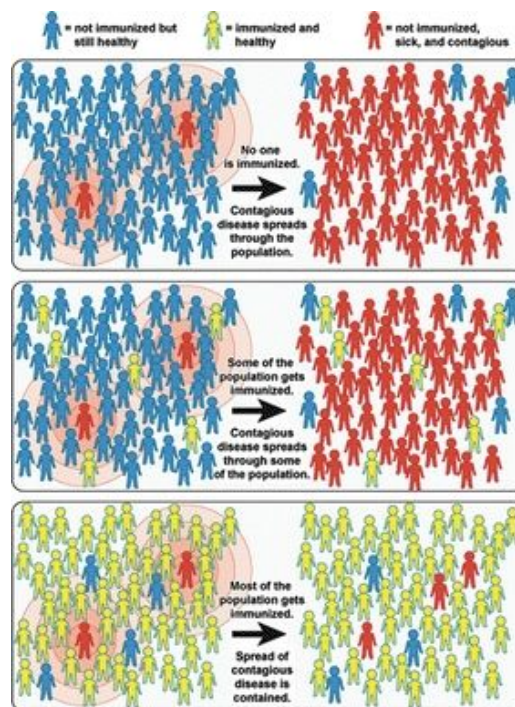 = not immunized but
still healthy
= immunized and
healthy
= not immunized,
sick, and contagious
No one
is immunized.
Contagious
disease spreads
through the
population.
Some of the
population gets
immunized.
Contagious
disease spreads
through some
of the population.
Most of the
population gets
immunized.
Spread of
contagious
disease is
contained.